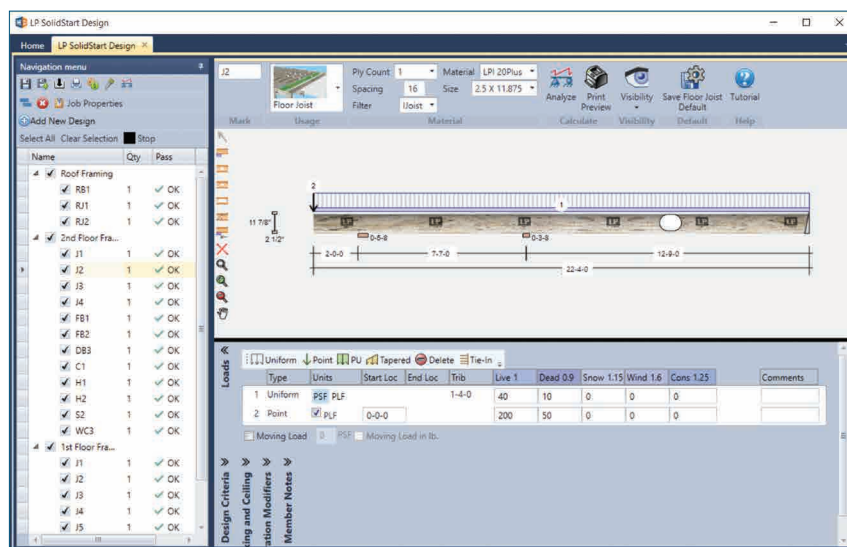 LP SolidStart Design
Home LP SolidStart Design ×
Navigation menu
Job Properties
Add New Design
Select All Clear Selection Stop
Name Qty Pass
Roof Framing
RB1 1 OK
RJ1 1 OK
RJ2 1 OK
2nd Floor Fra...
J1 1 OK
J2 1 OK
J3 1 OK
J4 1 OK
FB1 1 OK
FB2 1 OK
DB3 1 OK
C1 1 OK
H1 1 OK
H2 1 OK
S2 1 OK
WC3 1 OK
1st Floor Fra...
J1 1 OK
J2 1 OK
J3 1 OK
J4 1 OK
J5 1 OK
J2
Mark
Floor Joist
Usage
Ply Count 1 Material LPI 20Plus
Spacing 16 Size 2.5 X 11.875
Filter IJoist
Material
Analyze Print Preview
Calculate
Visibility
Visibility
Save Floor Joist Default
Default
Tutorial
Help
2
1
11 7/8"
2 1/2"
LP LP LP LP LP LP
0-5-8 0-3-8
2-0-0 7-7-0 12-9-0
22-4-0
Loads
Uniform Point PU Tapered Delete Tie-In
Type Units Start Loc End Loc Trib Live 1 Dead 0.9 Snow 1.15 Wind 1.6 Cons 1.25 Comments
1 Uniform PSF PLF 1-4-0 40 10 0 0 0
2 Point PLF 0-0-0 200 50 0 0 0
Moving Load 0 PSF Moving Load in lb.
Design Criteria
and Ceiling
Modifiers
Member Notes